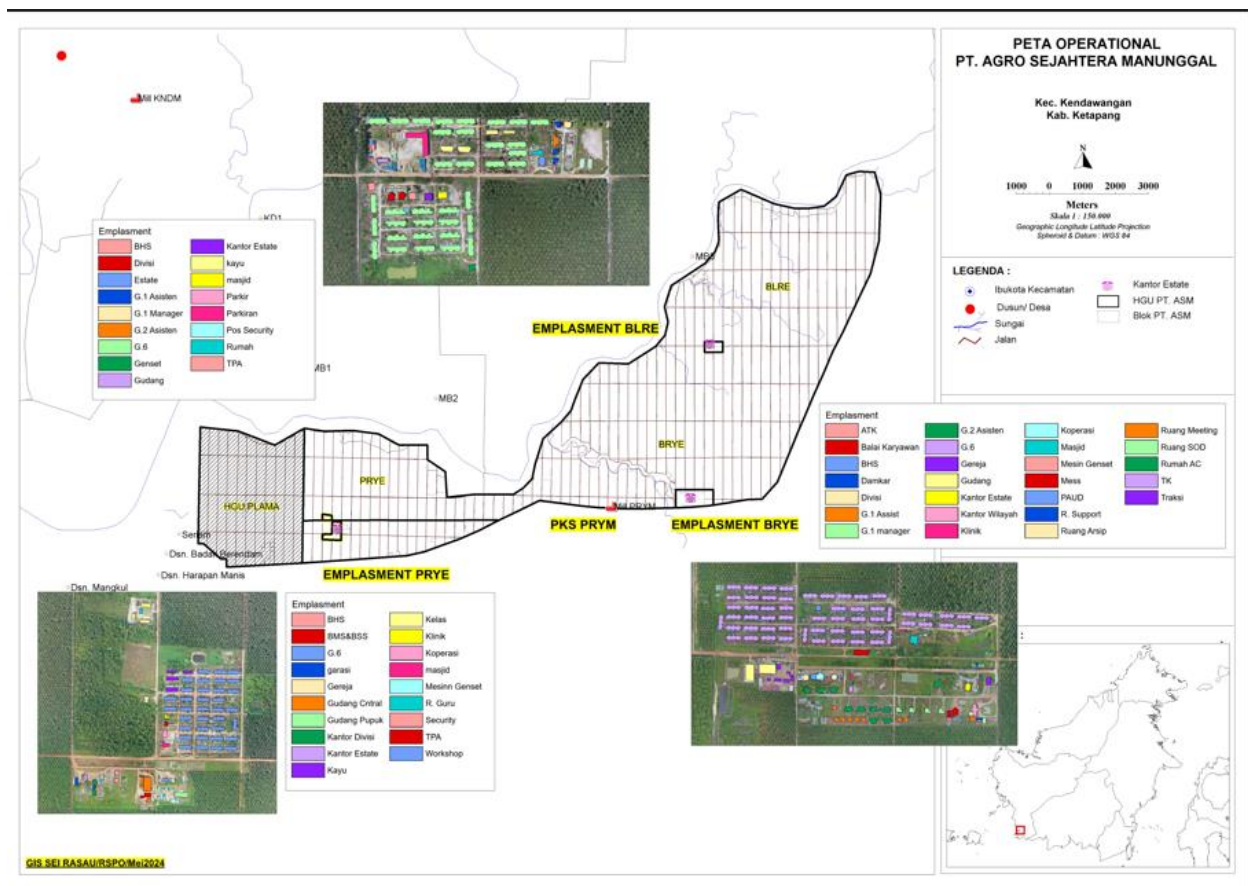 PETA OPERATIONAL
PT. AGRO SEJAHTERA MANUNGGAL
Kec. Kendawangan
Kab. Ketapang
N
1000 0 1000 2000 3000
Meters
Skala 1 : 150.000
Geographic Longitude Latitude Projection
Spheroid & Datum : WGS 84
LEGENDA :
Ibukota Kecamatan
Dusun/ Desa
Sungai
Jalan
Kantor Estate
HGU PT. ASM
Blok PT. ASM
Mill KNDM
KD1
MB1
MB2
BLRE
EMPLASMENT BLRE
BRYE
PRYE
HGU PLAMA
PKS PRYM
EMPLASMENT BRYE
EMPLASMENT PRYE
Dsn. Harapan Manis
Dsn. Mangkul
Emplasment
BHS
Divisi
Estate
G.1 Asisten
G.1 Manager
G.2 Asisten
G.6
Genset
Gudang
Kantor Estate
kayu
masjid
Parkir
Parkiran
Pos Security
Rumah
TPA
Emplasment
ATK
Balai Karyawan
BHS
Damkar
Divisi
G.1 Assist
G.1 manager
G.2 Asisten
G.6
Gereja
Gudang
Kantor Estate
Kantor Wilayah
Klinik
Koperasi
Masjid
Mesin Genset
Mess
PAUD
R. Support
Ruang Arsip
Ruang Meeting
Ruang SOD
Rumah AC
TK
Traksi
Emplasment
BHS
BMS&BSS
G.6
garasi
Gereja
Gudang Cntral
Gudang Pupuk
Kantor Divisi
Kantor Estate
Kayu
Kelas
Klinik
Koperasi
masjid
Mesinn Genset
R. Guru
Security
TPA
Workshop
GIS SEI RASAU/RSPO/Mei2024